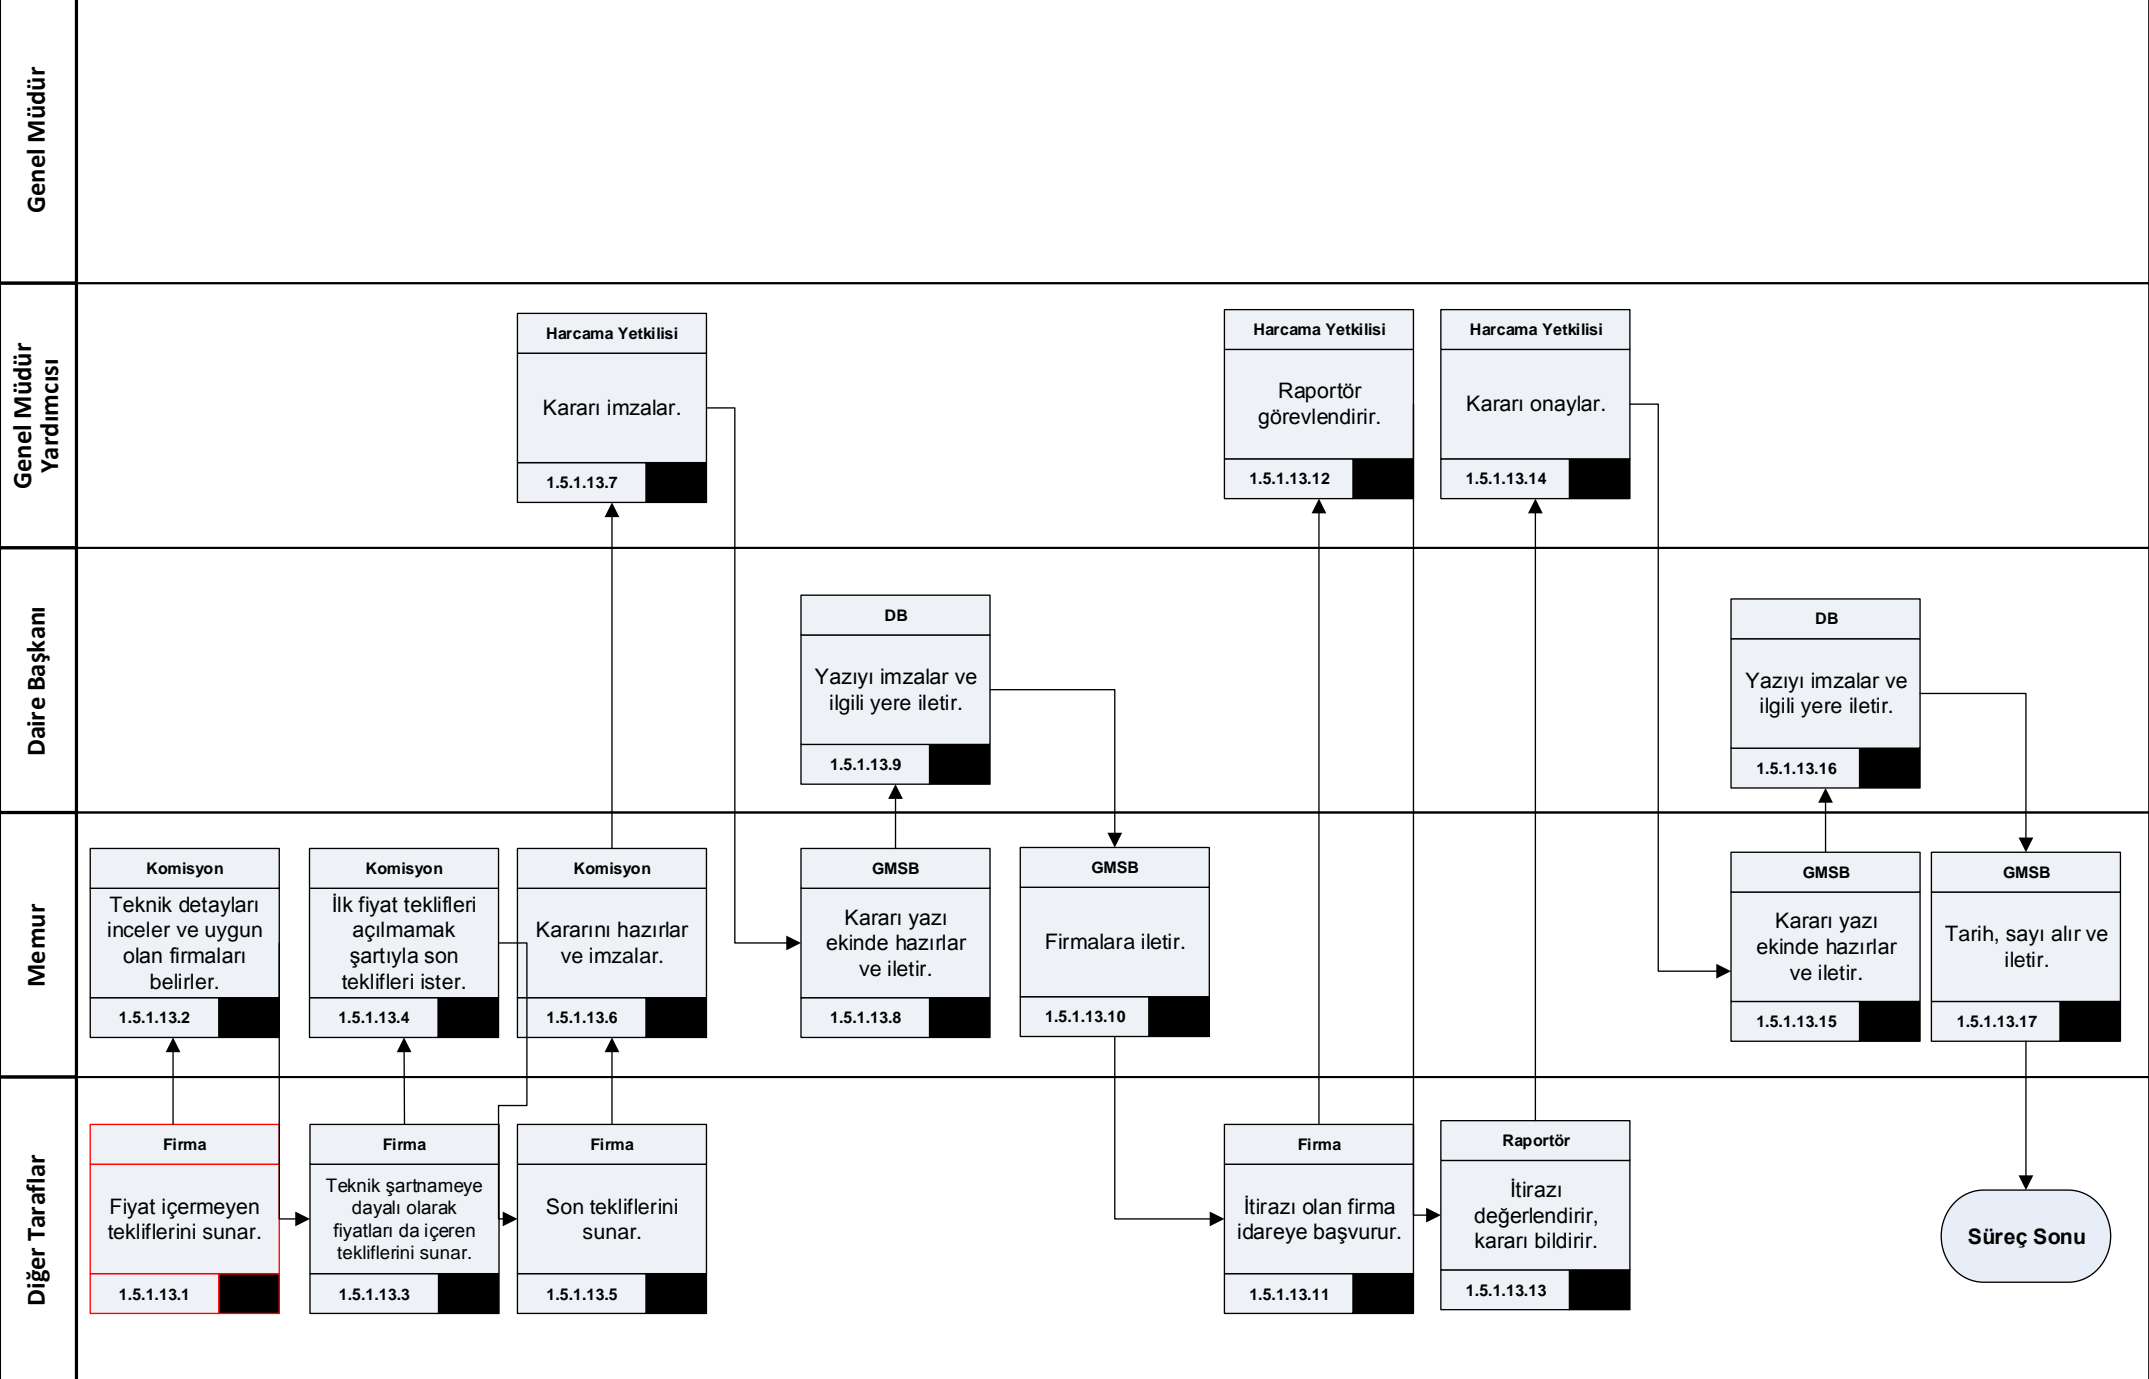 Genel Müdür
Genel Müdür
Yardımcısı
Harcama Yetkilisi
Kararı imzalar.
1.5.1.13.7
Harcama Yetkilisi
Raportör
görevlendirir.
1.5.1.13.12
Harcama Yetkilisi
Kararı onaylar.
1.5.1.13.14
Daire Başkanı
DB
Yazıyı imzalar ve
ilgili yere iletir.
1.5.1.13.9
DB
Yazıyı imzalar ve
ilgili yere iletir.
1.5.1.13.16
Memur
Komisyon
Teknik detayları
inceler ve uygun
olan firmaları
belirler.
1.5.1.13.2
Komisyon
İlk fiyat teklifleri
açılmamak
şartıyla son
teklifleri ister.
1.5.1.13.4
Komisyon
Kararını hazırlar
ve imzalar.
1.5.1.13.6
GMSB
Kararı yazı
ekinde hazırlar
ve iletir.
1.5.1.13.8
GMSB
Firmalara iletir.
1.5.1.13.10
GMSB
Kararı yazı
ekinde hazırlar
ve iletir.
1.5.1.13.15
GMSB
Tarih, sayı alır ve
iletir.
1.5.1.13.17
Diğer Taraflar
Firma
Fiyat içermeyen
tekliflerini sunar.
1.5.1.13.1
Firma
Teknik şartnameye
dayalı olarak
fiyatları da içeren
tekliflerini sunar.
1.5.1.13.3
Firma
Son tekliflerini
sunar.
1.5.1.13.5
Firma
İtirazı olan firma
idareye başvurur.
1.5.1.13.11
Raportör
İtirazı
değerlendirir,
kararı bildirir.
1.5.1.13.13
Süreç Sonu